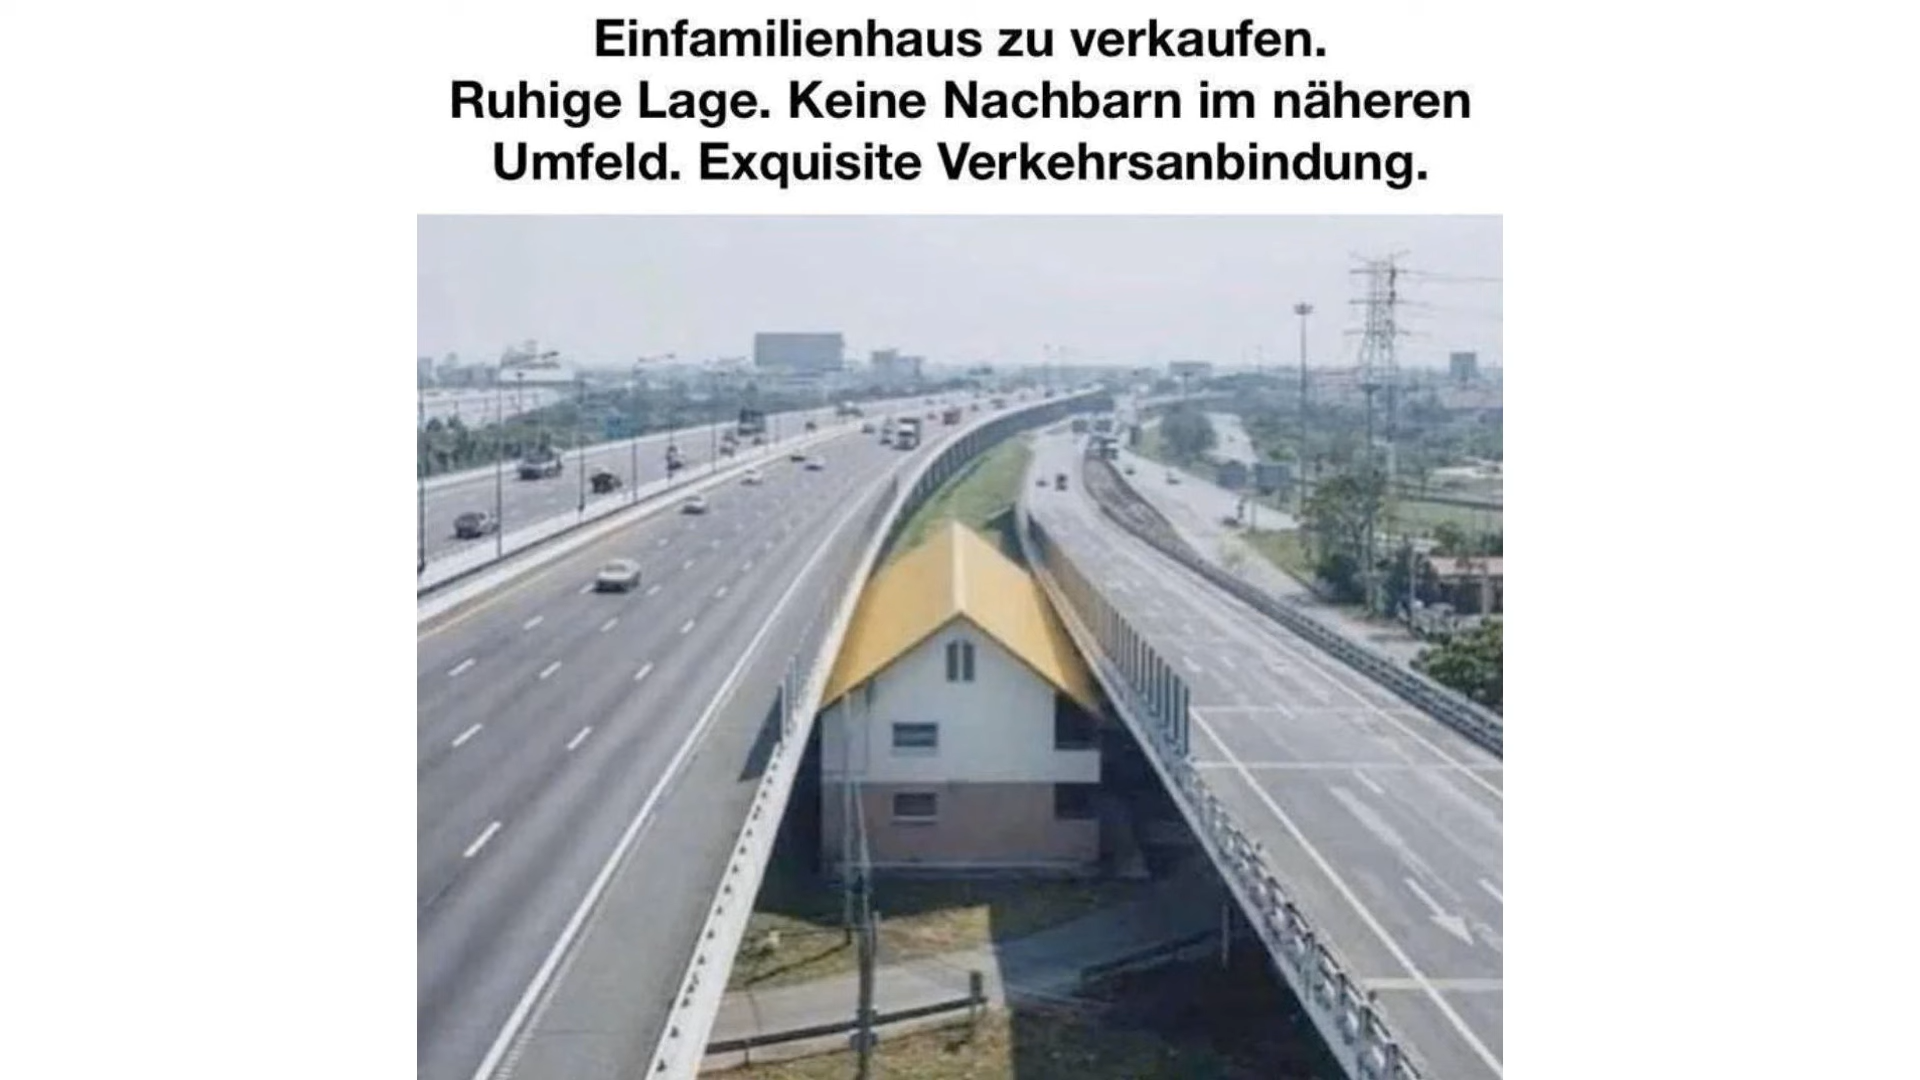 Einfamilienhaus zu verkaufen.
Ruhige Lage. Keine Nachbarn im näheren
Umfeld. Exquisite Verkehrsanbindung.